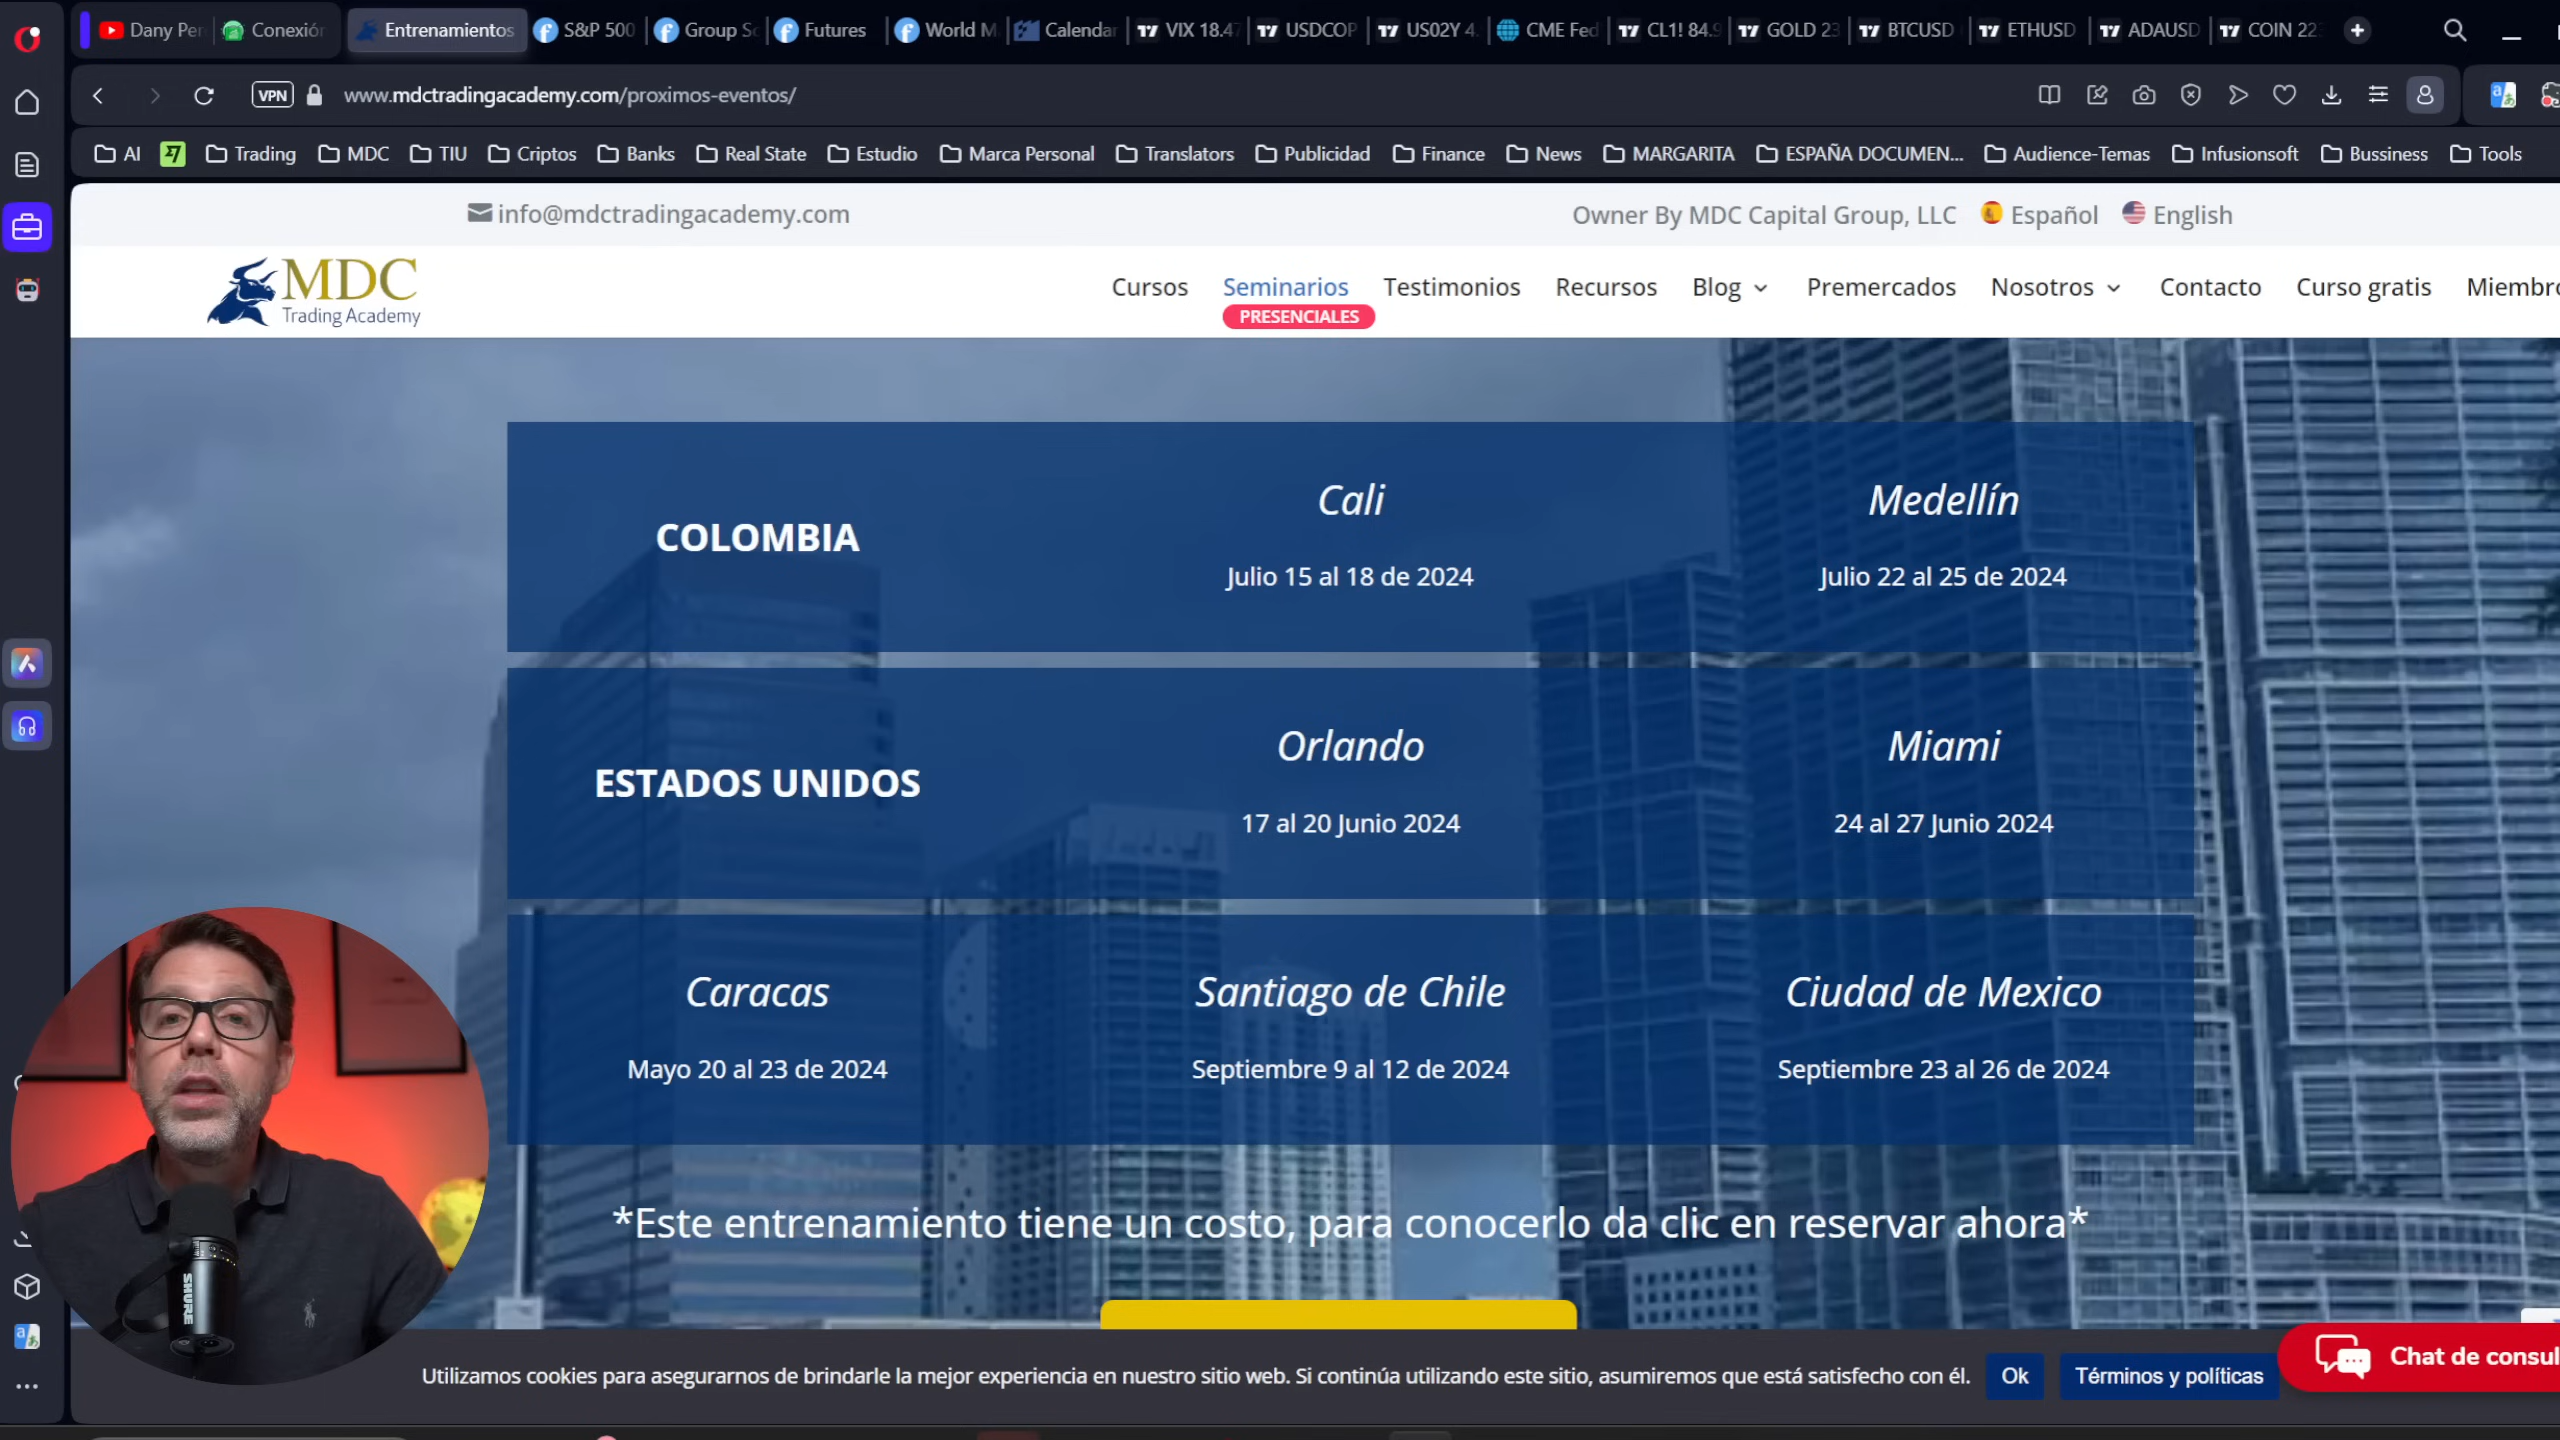 Dany Per
Conexión
Entrenamientos
S&P 500
Group Sc
Futures
World M
Calendar
VIX 18.47
USDCOP
US02Y 4.
CME Fed
CL1! 84.9
GOLD 23
BTCUSD
ETHUSD
ADAUSD
COIN 22
VPN
www.mdctradingacademy.com/proximos-eventos/
AI
Trading
MDC
TIU
Criptos
Banks
Real State
Estudio
Marca Personal
Translators
Publicidad
Finance
News
MARGARITA
ESPAÑA DOCUMEN...
Audience-Temas
Infusionsoft
Bussiness
Tools
info@mdctradingacademy.com
Owner By MDC Capital Group, LLC
Español
English
MDC
Trading Academy
Cursos
Seminarios
PRESENCIALES
Testimonios
Recursos
Blog
Premercados
Nosotros
Contacto
Curso gratis
Miembro
COLOMBIA
Cali
Julio 15 al 18 de 2024
Medellín
Julio 22 al 25 de 2024
ESTADOS UNIDOS
Orlando
17 al 20 Junio 2024
Miami
24 al 27 Junio 2024
Caracas
Mayo 20 al 23 de 2024
Santiago de Chile
Septiembre 9 al 12 de 2024
Ciudad de Mexico
Septiembre 23 al 26 de 2024
*Este entrenamiento tiene un costo, para conocerlo da clic en reservar ahora*
SHURE
Utilizamos cookies para asegurarnos de brindarle la mejor experiencia en nuestro sitio web. Si continúa utilizando este sitio, asumiremos que está satisfecho con él.
Ok
Términos y políticas
Chat de consul